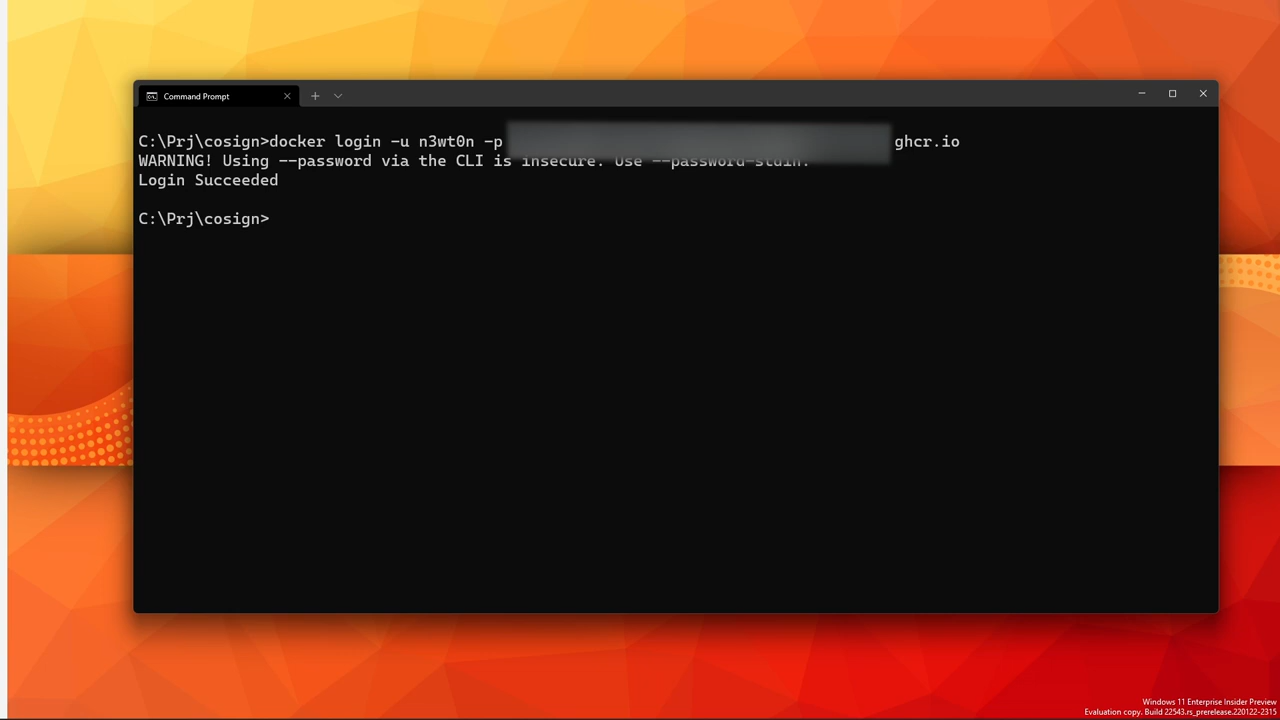 Command Prompt
C:\Prj\cosign>docker login -u n3wt0n -p ghcr.io
WARNING! Using --password via the CLI is insecure. Use --password-stdin.
Login Succeeded
C:\Prj\cosign>
Windows 11 Enterprise Insider Preview
Evaluation copy. Build 22543.rs_prerelease.220122-2315